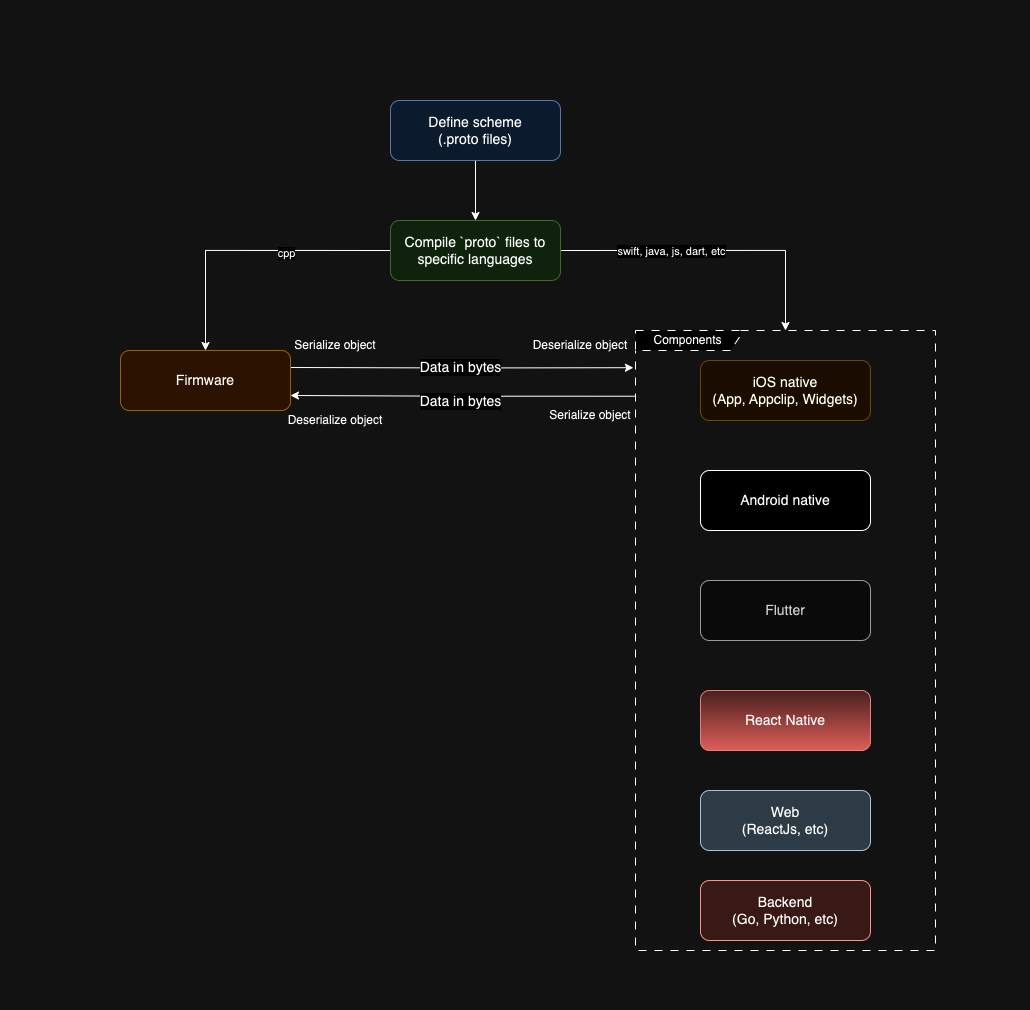 Define scheme
(.proto files)
Compile `proto` files to
specific languages
cpp
swift, java, js, dart, etc
Components
Serialize object
Deserialize object
Data in bytes
Firmware
Data in bytes
Deserialize object
Serialize object
iOS native
(App, Appclip, Widgets)
Android native
Flutter
React Native
Web
(ReactJs, etc)
Backend
(Go, Python, etc)